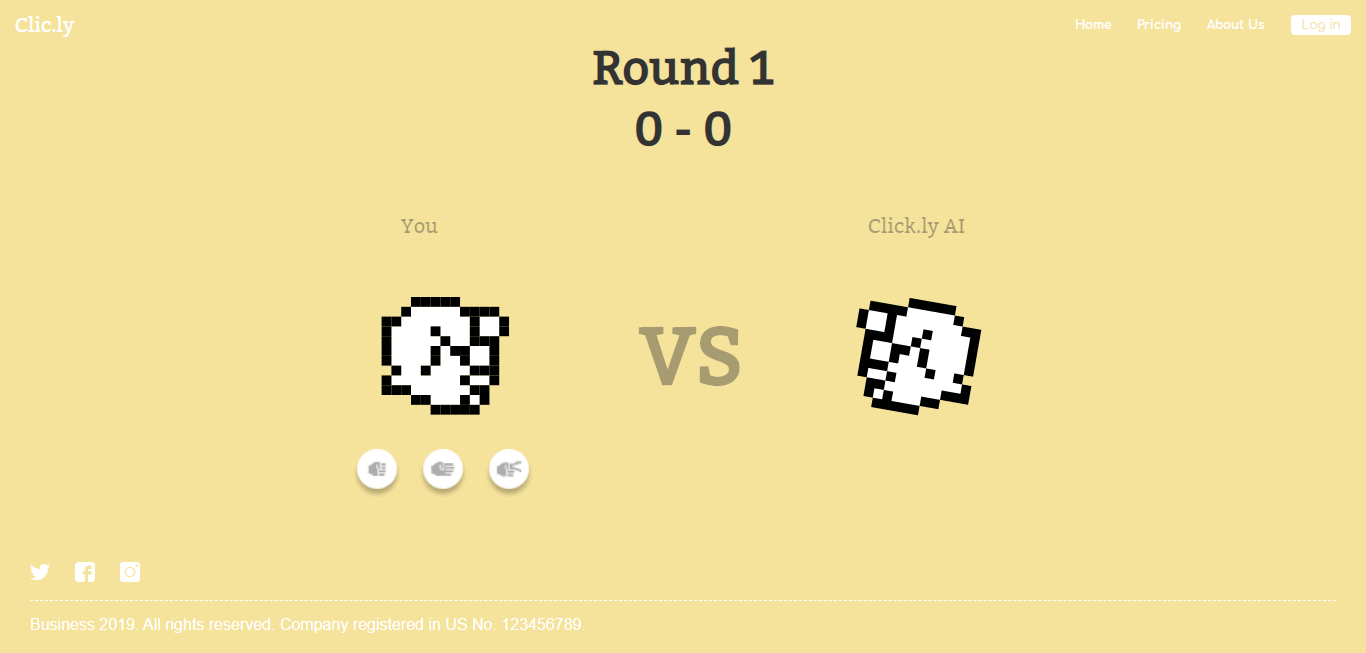 Clic.ly
Home Pricing About Us Log in
Round 1
0 - 0
You
Click.ly AI
VS
Business 2019. All rights reserved. Company registered in US No. 123456789.